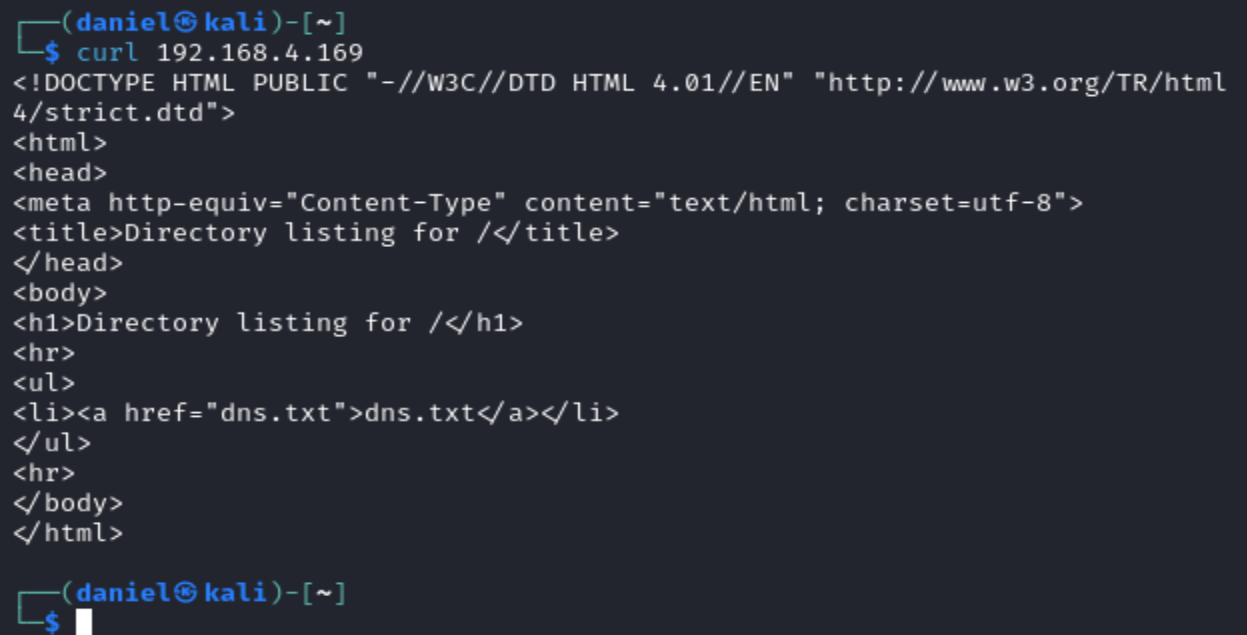 ┌──(daniel㉿kali)-[~]
└─$ curl 192.168.4.169
<!DOCTYPE HTML PUBLIC "-//W3C//DTD HTML 4.01//EN" "http://www.w3.org/TR/html
4/strict.dtd">
<html>
<head>
<meta http-equiv="Content-Type" content="text/html; charset=utf-8">
<title>Directory listing for /</title>
</head>
<body>
<h1>Directory listing for /</h1>
<hr>
<ul>
<li><a href="dns.txt">dns.txt</a></li>
</ul>
<hr>
</body>
</html>
┌──(daniel㉿kali)-[~]
└─$